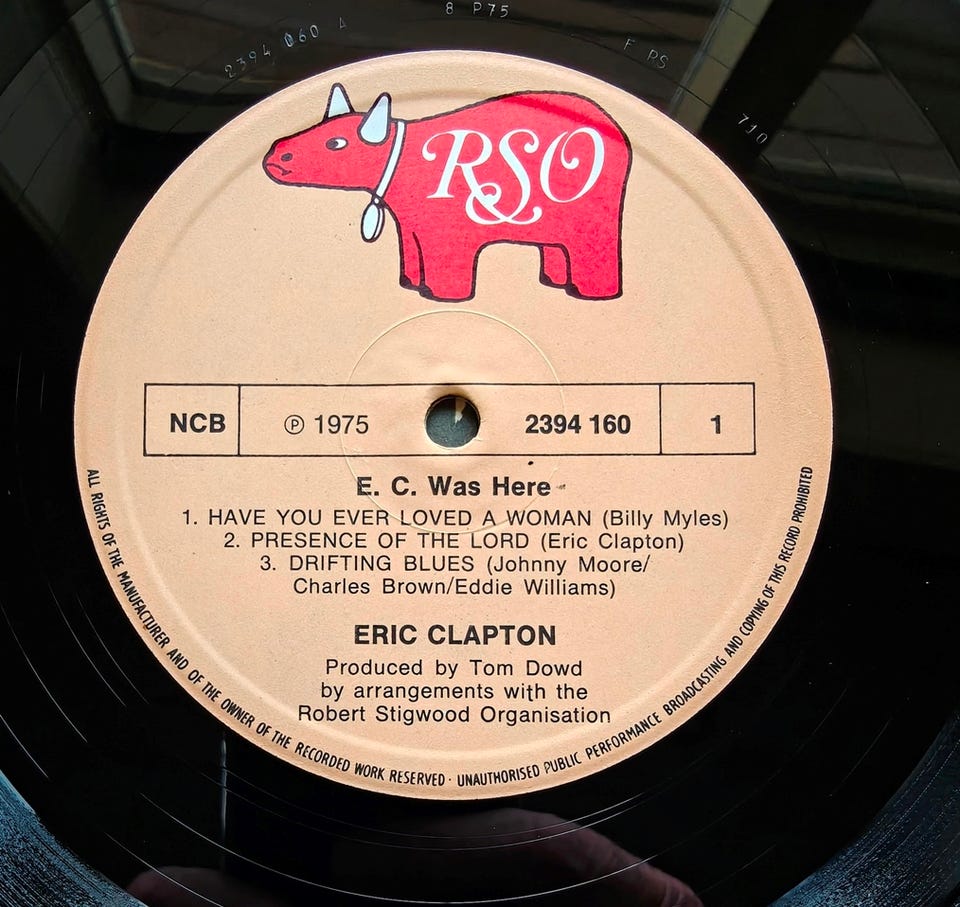 8 P75
2394 160 A
F PS
710
RSO
NCB
℗ 1975
2394 160
1
E. C. Was Here
1. HAVE YOU EVER LOVED A WOMAN (Billy Myles)
2. PRESENCE OF THE LORD (Eric Clapton)
3. DRIFTING BLUES (Johnny Moore/
Charles Brown/Eddie Williams)
ERIC CLAPTON
Produced by Tom Dowd
by arrangements with the
Robert Stigwood Organisation
ALL RIGHTS OF THE MANUFACTURER AND OF THE OWNER OF THE RECORDED WORK RESERVED · UNAUTHORISED PUBLIC PERFORMANCE BROADCASTING AND COPYING OF THIS RECORD PROHIBITED